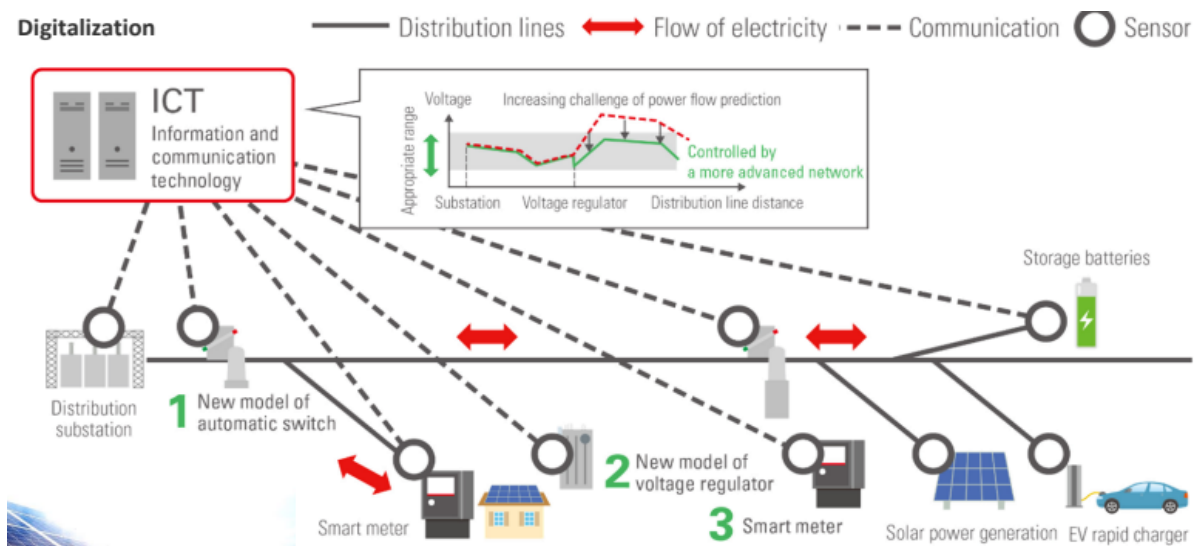 Digitalization
Distribution lines
Flow of electricity
Communication
Sensor
ICT
Information and
communication
technology
Voltage
Increasing challenge of power flow prediction
Appropriate range
Controlled by
a more advanced network
Substation
Voltage regulator
Distribution line distance
Storage batteries
Distribution
substation
1 New model of
automatic switch
Smart meter
2 New model of
voltage regulator
3 Smart meter
Solar power generation
EV rapid charger